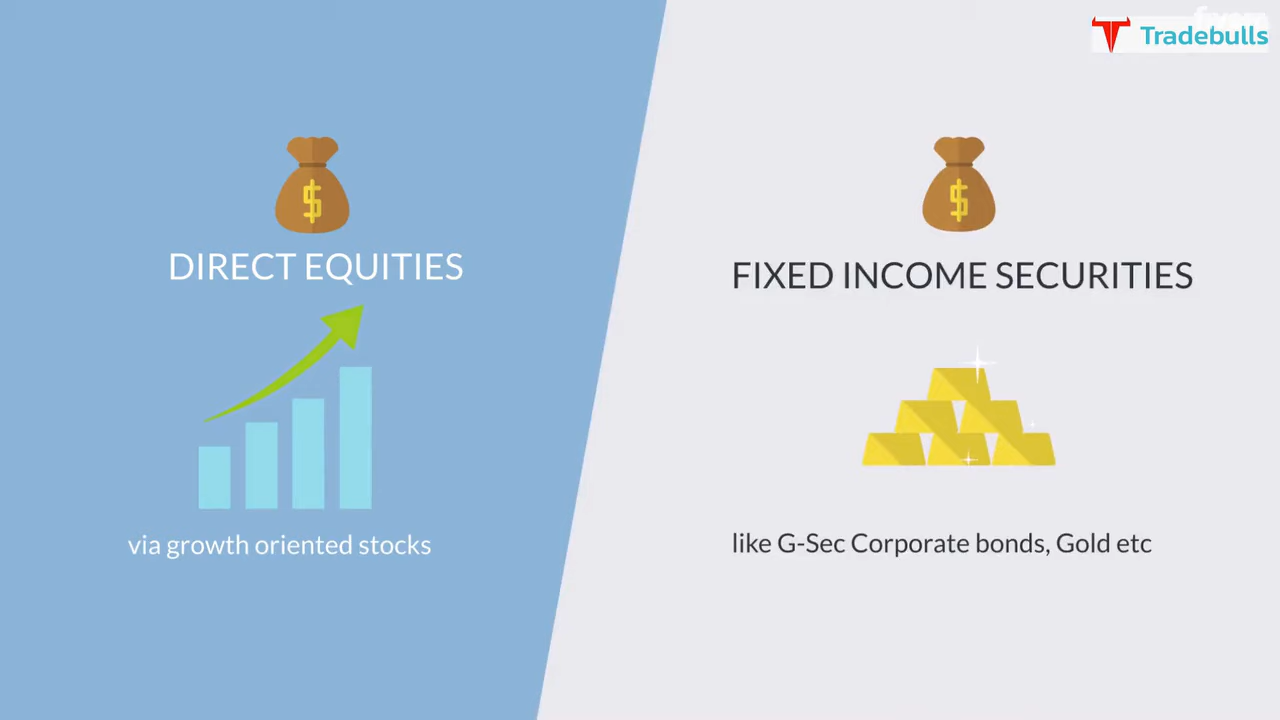 Tradebulls
$
DIRECT EQUITIES
via growth oriented stocks
$
FIXED INCOME SECURITIES
like G-Sec Corporate bonds, Gold etc